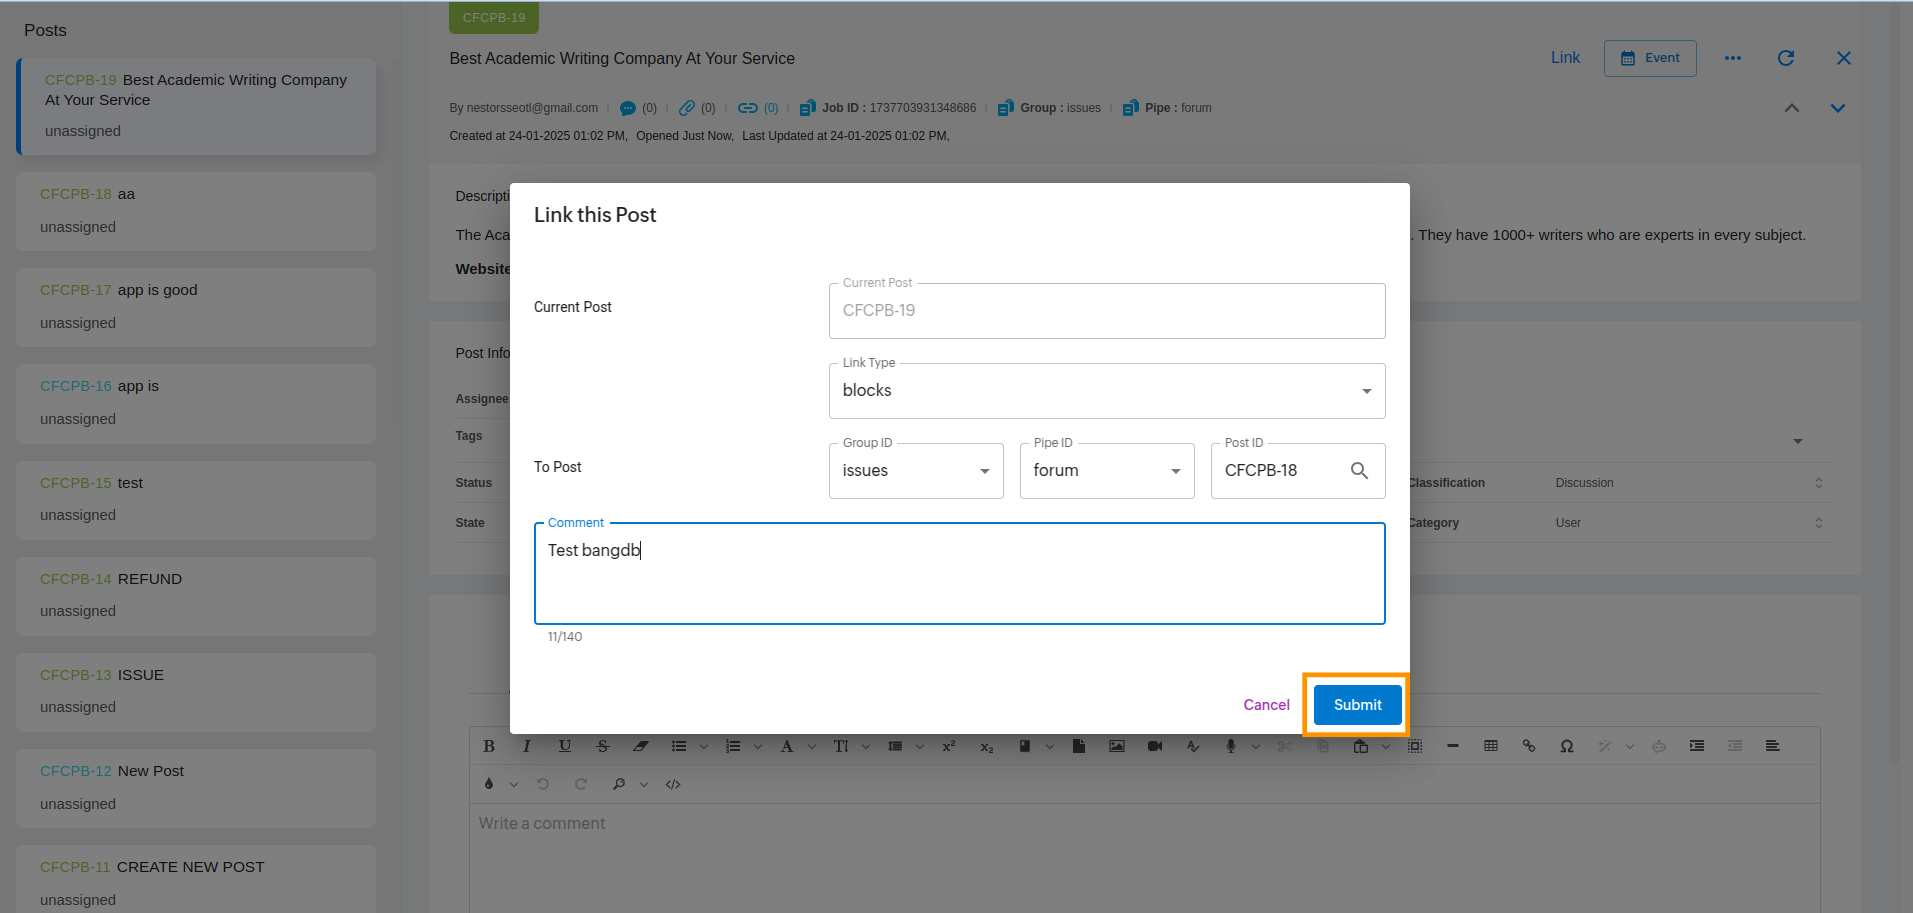 Posts
CFCPB-19 Best Academic Writing Company
At Your Service
unassigned
CFCPB-18 aa
unassigned
CFCPB-17 app is good
unassigned
CFCPB-16 app is
unassigned
CFCPB-15 test
unassigned
CFCPB-14 REFUND
unassigned
CFCPB-13 ISSUE
unassigned
CFCPB-12 New Post
unassigned
CFCPB-11 CREATE NEW POST
unassigned
CFCPB-19
Best Academic Writing Company At Your Service
Link
Event
By nestorsseotl@gmail.com (0) (0) (0) Job ID : 1737703931348686 Group : issues Pipe : forum
Created at 24-01-2025 01:02 PM, Opened Just Now, Last Updated at 24-01-2025 01:02 PM,
Descripti
The Aca . They have 1000+ writers who are experts in every subject.
Website
Post Info
Assignee
Tags
Status Classification Discussion
State Category User
Link this Post
Current Post
Current Post
CFCPB-19
Link Type
blocks
To Post
Group ID
issues
Pipe ID
forum
Post ID
CFCPB-18
Comment
Test bangdb
11/140
Cancel
Submit
Write a comment